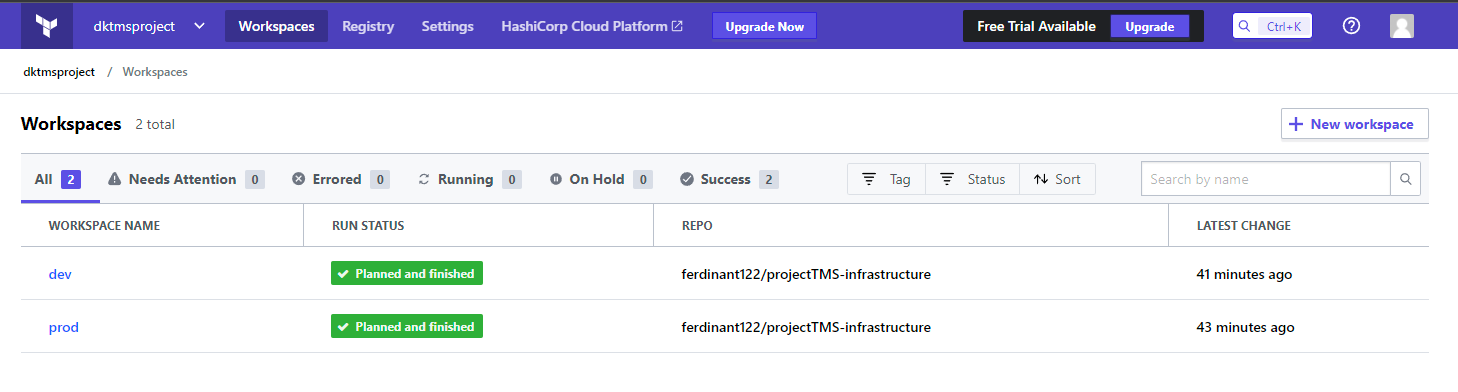 dktmsproject Workspaces Registry Settings HashiCorp Cloud Platform Upgrade Now Free Trial Available Upgrade Ctrl+K
dktmsproject / Workspaces
Workspaces 2 total New workspace
All 2 Needs Attention 0 Errored 0 Running 0 On Hold 0 Success 2 Tag Status Sort Search by name
WORKSPACE NAME RUN STATUS REPO LATEST CHANGE
dev Planned and finished ferdinant122/projectTMS-infrastructure 41 minutes ago
prod Planned and finished ferdinant122/projectTMS-infrastructure 43 minutes ago